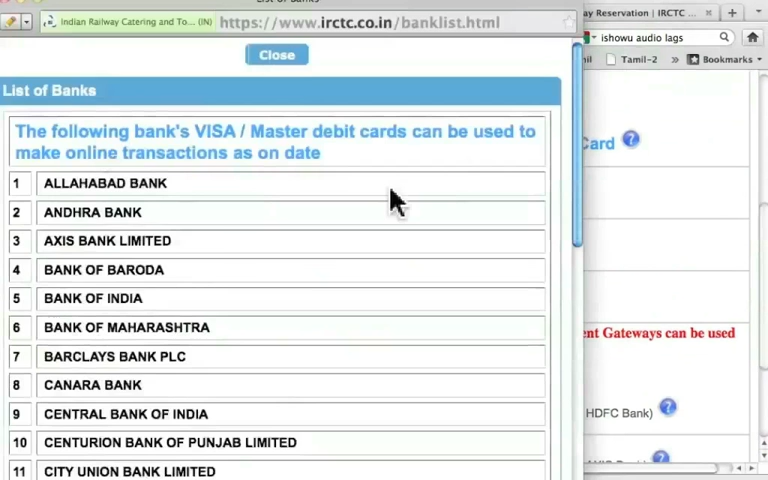 Indian Railway Catering and To... (IN)
https://www.irctc.co.in/banklist.html
ay Reservation | IRCTC
ishowu audio lags
Tamil-2
Bookmarks
Close
List of Banks
The following bank's VISA / Master debit cards can be used to
make online transactions as on date
1 ALLAHABAD BANK
2 ANDHRA BANK
3 AXIS BANK LIMITED
4 BANK OF BARODA
5 BANK OF INDIA
6 BANK OF MAHARASHTRA
7 BARCLAYS BANK PLC
8 CANARA BANK
9 CENTRAL BANK OF INDIA
10 CENTURION BANK OF PUNJAB LIMITED
11 CITY UNION BANK LIMITED
Card
ent Gateways can be used
HDFC Bank)